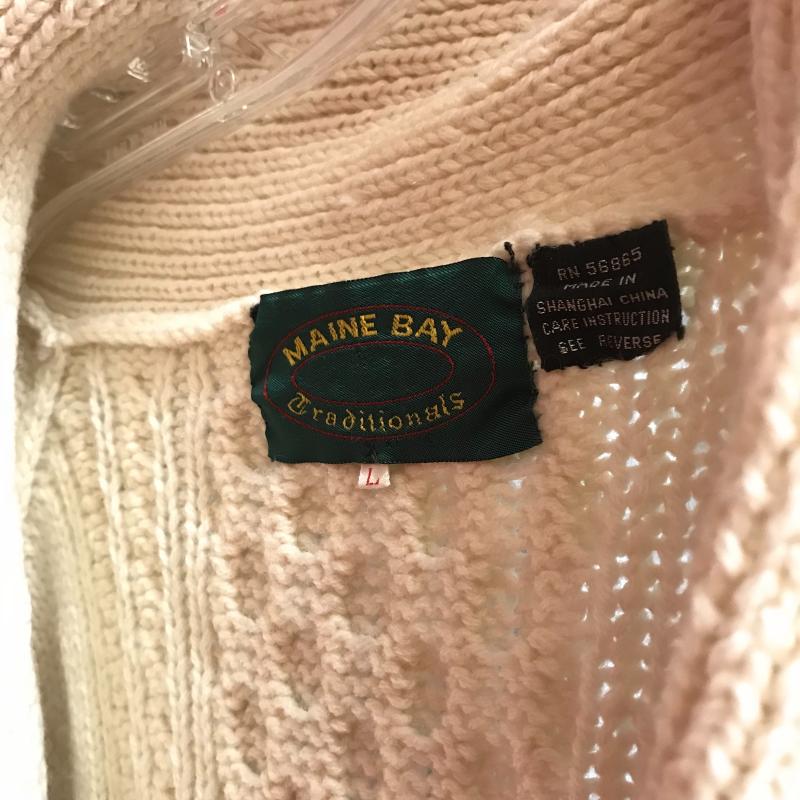 MAINE BAY
Traditionals
L
RN 56865
MADE IN
SHANGHAI CHINA
CARE INSTRUCTION
SEE REVERSE